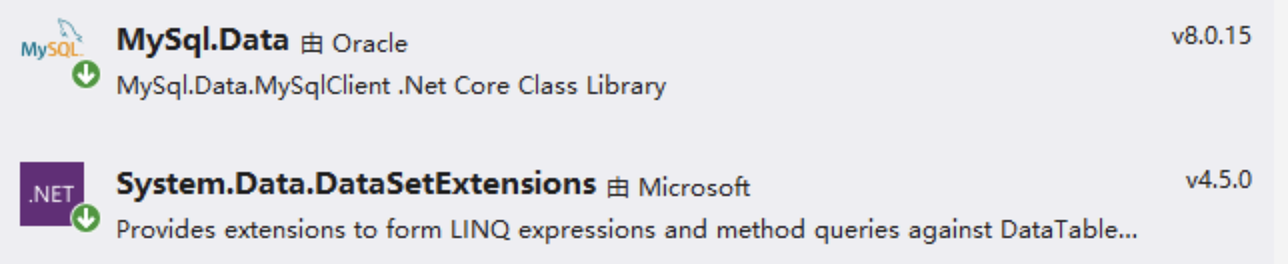 MySQL
MySql.Data 由 Oracle v8.0.15
MySql.Data.MySqlClient .Net Core Class Library
.NET
System.Data.DataSetExtensions 由 Microsoft v4.5.0
Provides extensions to form LINQ expressions and method queries against DataTable...